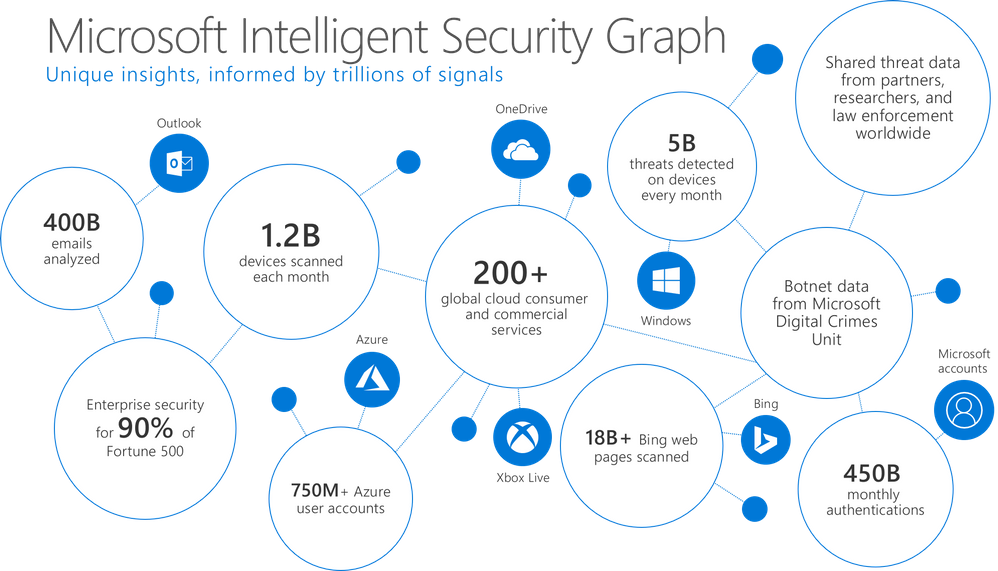 Microsoft Intelligent Security Graph
Unique insights, informed by trillions of signals
Outlook
400B
emails
analyzed
1.2B
devices scanned
each month
OneDrive
200+
global cloud consumer
and commercial
services
5B
threats detected
on devices
every month
Shared threat data
from partners,
researchers, and
law enforcement
worldwide
Windows
Botnet data
from Microsoft
Digital Crimes
Unit
Enterprise security
for 90% of
Fortune 500
Azure
750M+ Azure
user accounts
Xbox Live
18B+ Bing web
pages scanned
Bing
Microsoft
accounts
450B
monthly
authentications